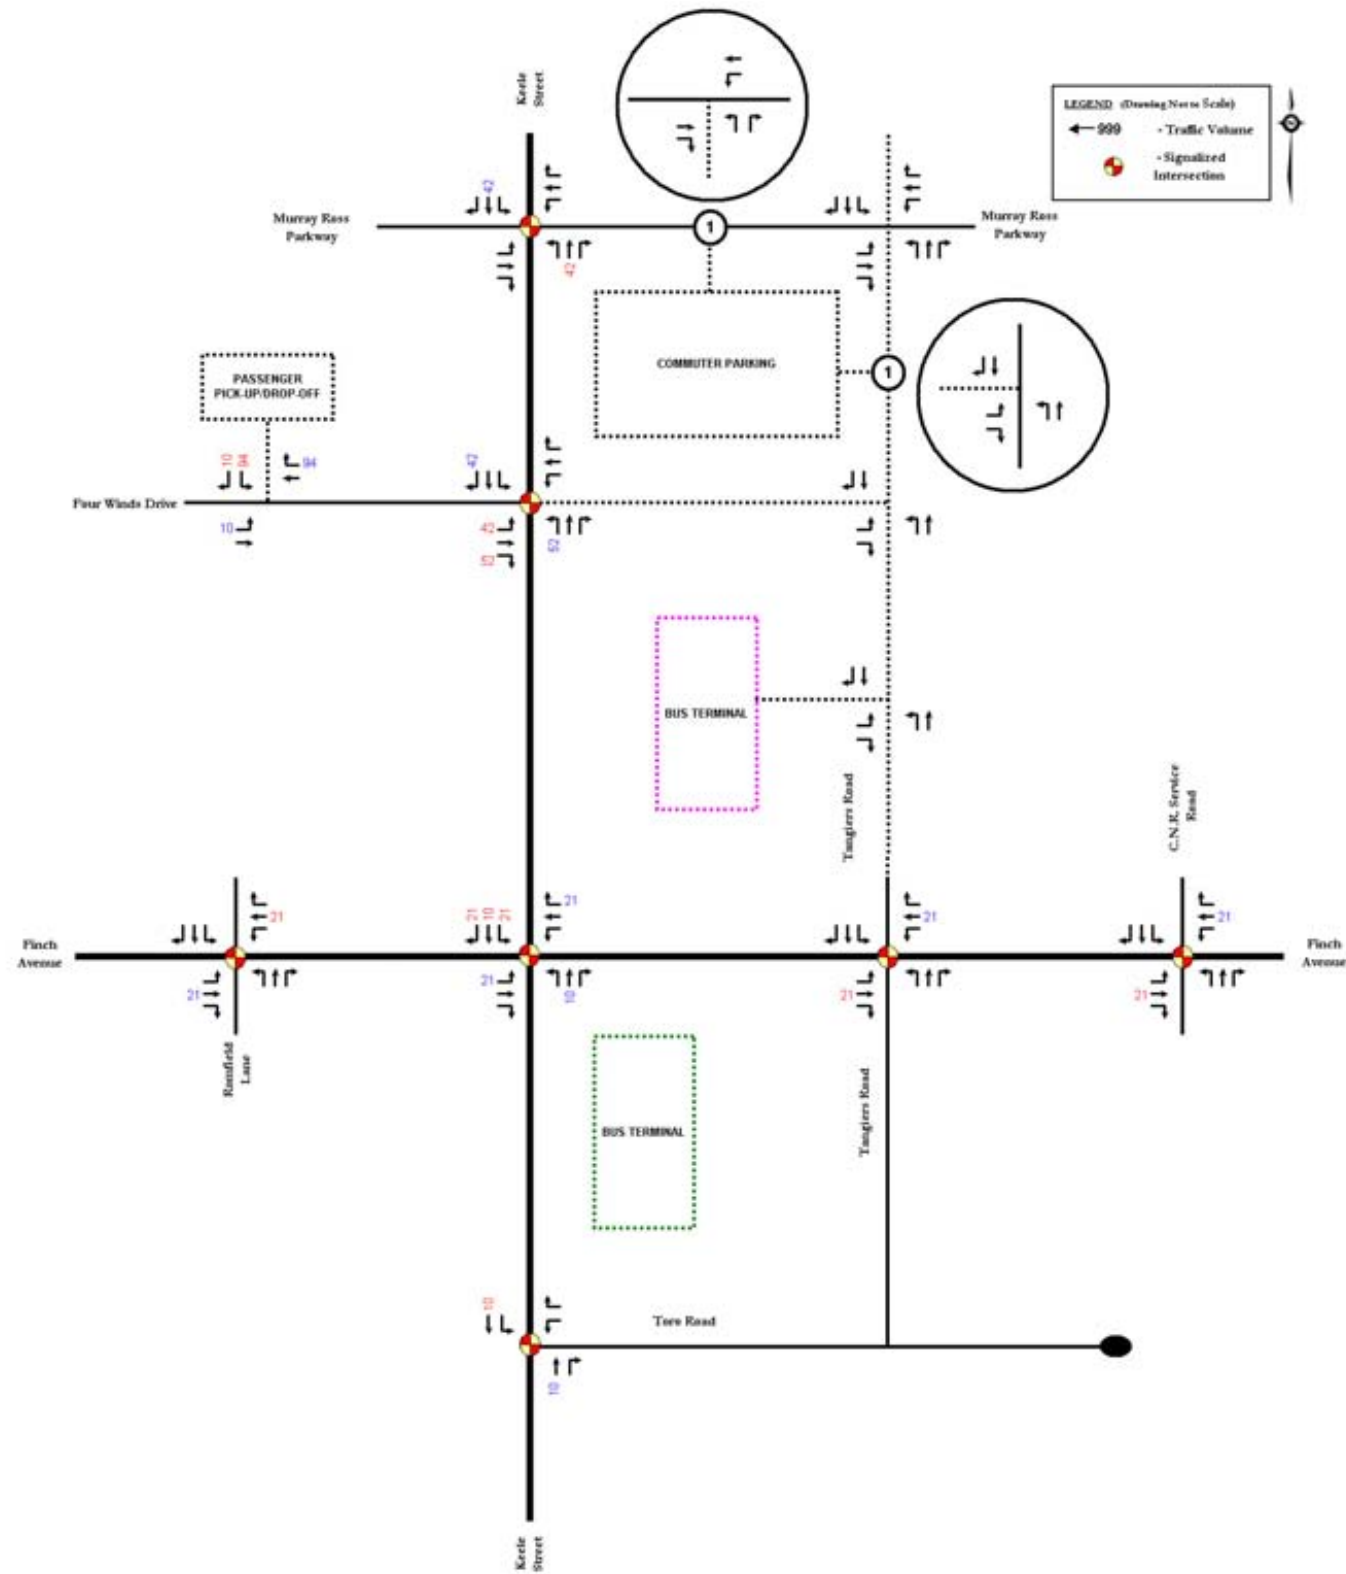 Keele
Street
LEGEND (Drawing Not to Scale)
999 - Traffic Volume
- Signalized
Intersection
42
Murray Ross
Parkway
1
Murray Ross
Parkway
42
PASSENGER
PICK-UP/DROP-OFF
COMMUTER PARKING
1
10
94
94
42
Four Winds Drive
10
42
52
52
BUS TERMINAL
Tangiers Road
C.N.R. Service
Road
21
21
10
21
21
21
21
Finch
Avenue
Finch
Avenue
21
21
10
21
21
Romfield
Lane
Tangiers Road
BUS TERMINAL
10
Toro Road
10
Keele
Street